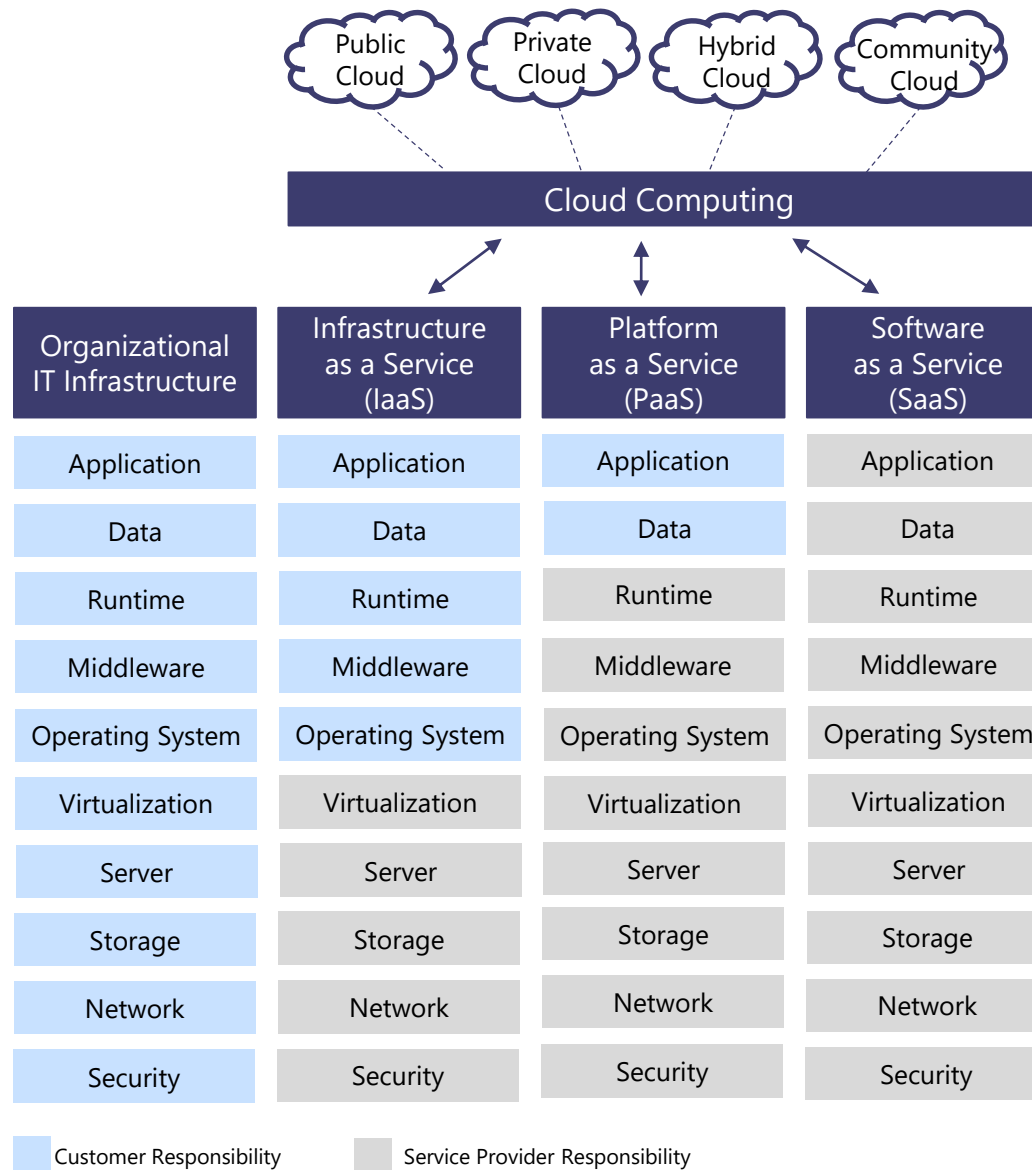 Public
Cloud
Private
Cloud
Hybrid
Cloud
Community
Cloud
Cloud Computing
Organizational
IT Infrastructure
Infrastructure
as a Service
(IaaS)
Platform
as a Service
(PaaS)
Software
as a Service
(SaaS)
Application
Data
Runtime
Middleware
Operating System
Virtualization
Server
Storage
Network
Security
Application
Data
Runtime
Middleware
Operating System
Virtualization
Server
Storage
Network
Security
Application
Data
Runtime
Middleware
Operating System
Virtualization
Server
Storage
Network
Security
Application
Data
Runtime
Middleware
Operating System
Virtualization
Server
Storage
Network
Security
Customer Responsibility
Service Provider Responsibility